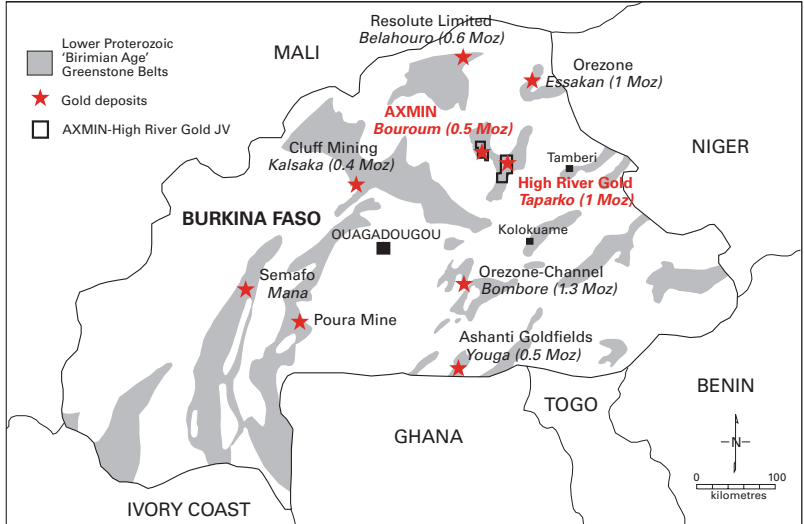 Lower Proterozoic
'Birimian Age'
Greenstone Belts
Gold deposits
AXMIN-High River Gold JV
MALI
Resolute Limited
Belahouro (0.6 Moz)
Orezone
Essakan (1 Moz)
AXMIN
Bouroum (0.5 Moz)
Cluff Mining
Kalsaka (0.4 Moz)
NIGER
Tamberi
High River Gold
Taparko (1 Moz)
BURKINA FASO
OUAGADOUGOU
Kolokuame
Semafo
Mana
Orezone-Channel
Bombore (1.3 Moz)
Poura Mine
Ashanti Goldfields
Youga (0.5 Moz)
BENIN
TOGO
GHANA
N
0 100
kilometres
IVORY COAST